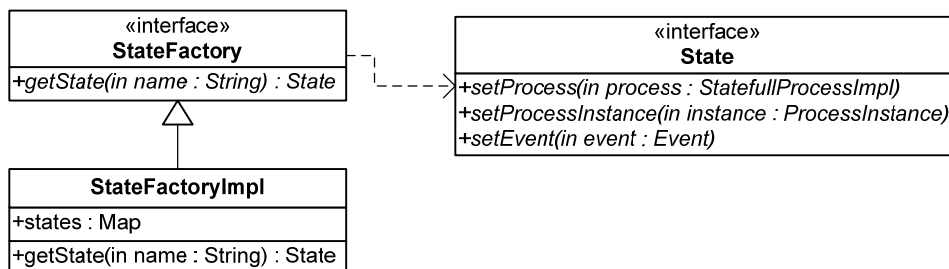 «interface»
StateFactory
+getState(in name : String) : State
«interface»
State
+setProcess(in process : StatefullProcessImpl)
+setProcessInstance(in instance : ProcessInstance)
+setEvent(in event : Event)
StateFactoryImpl
+states : Map
+getState(in name : String) : State